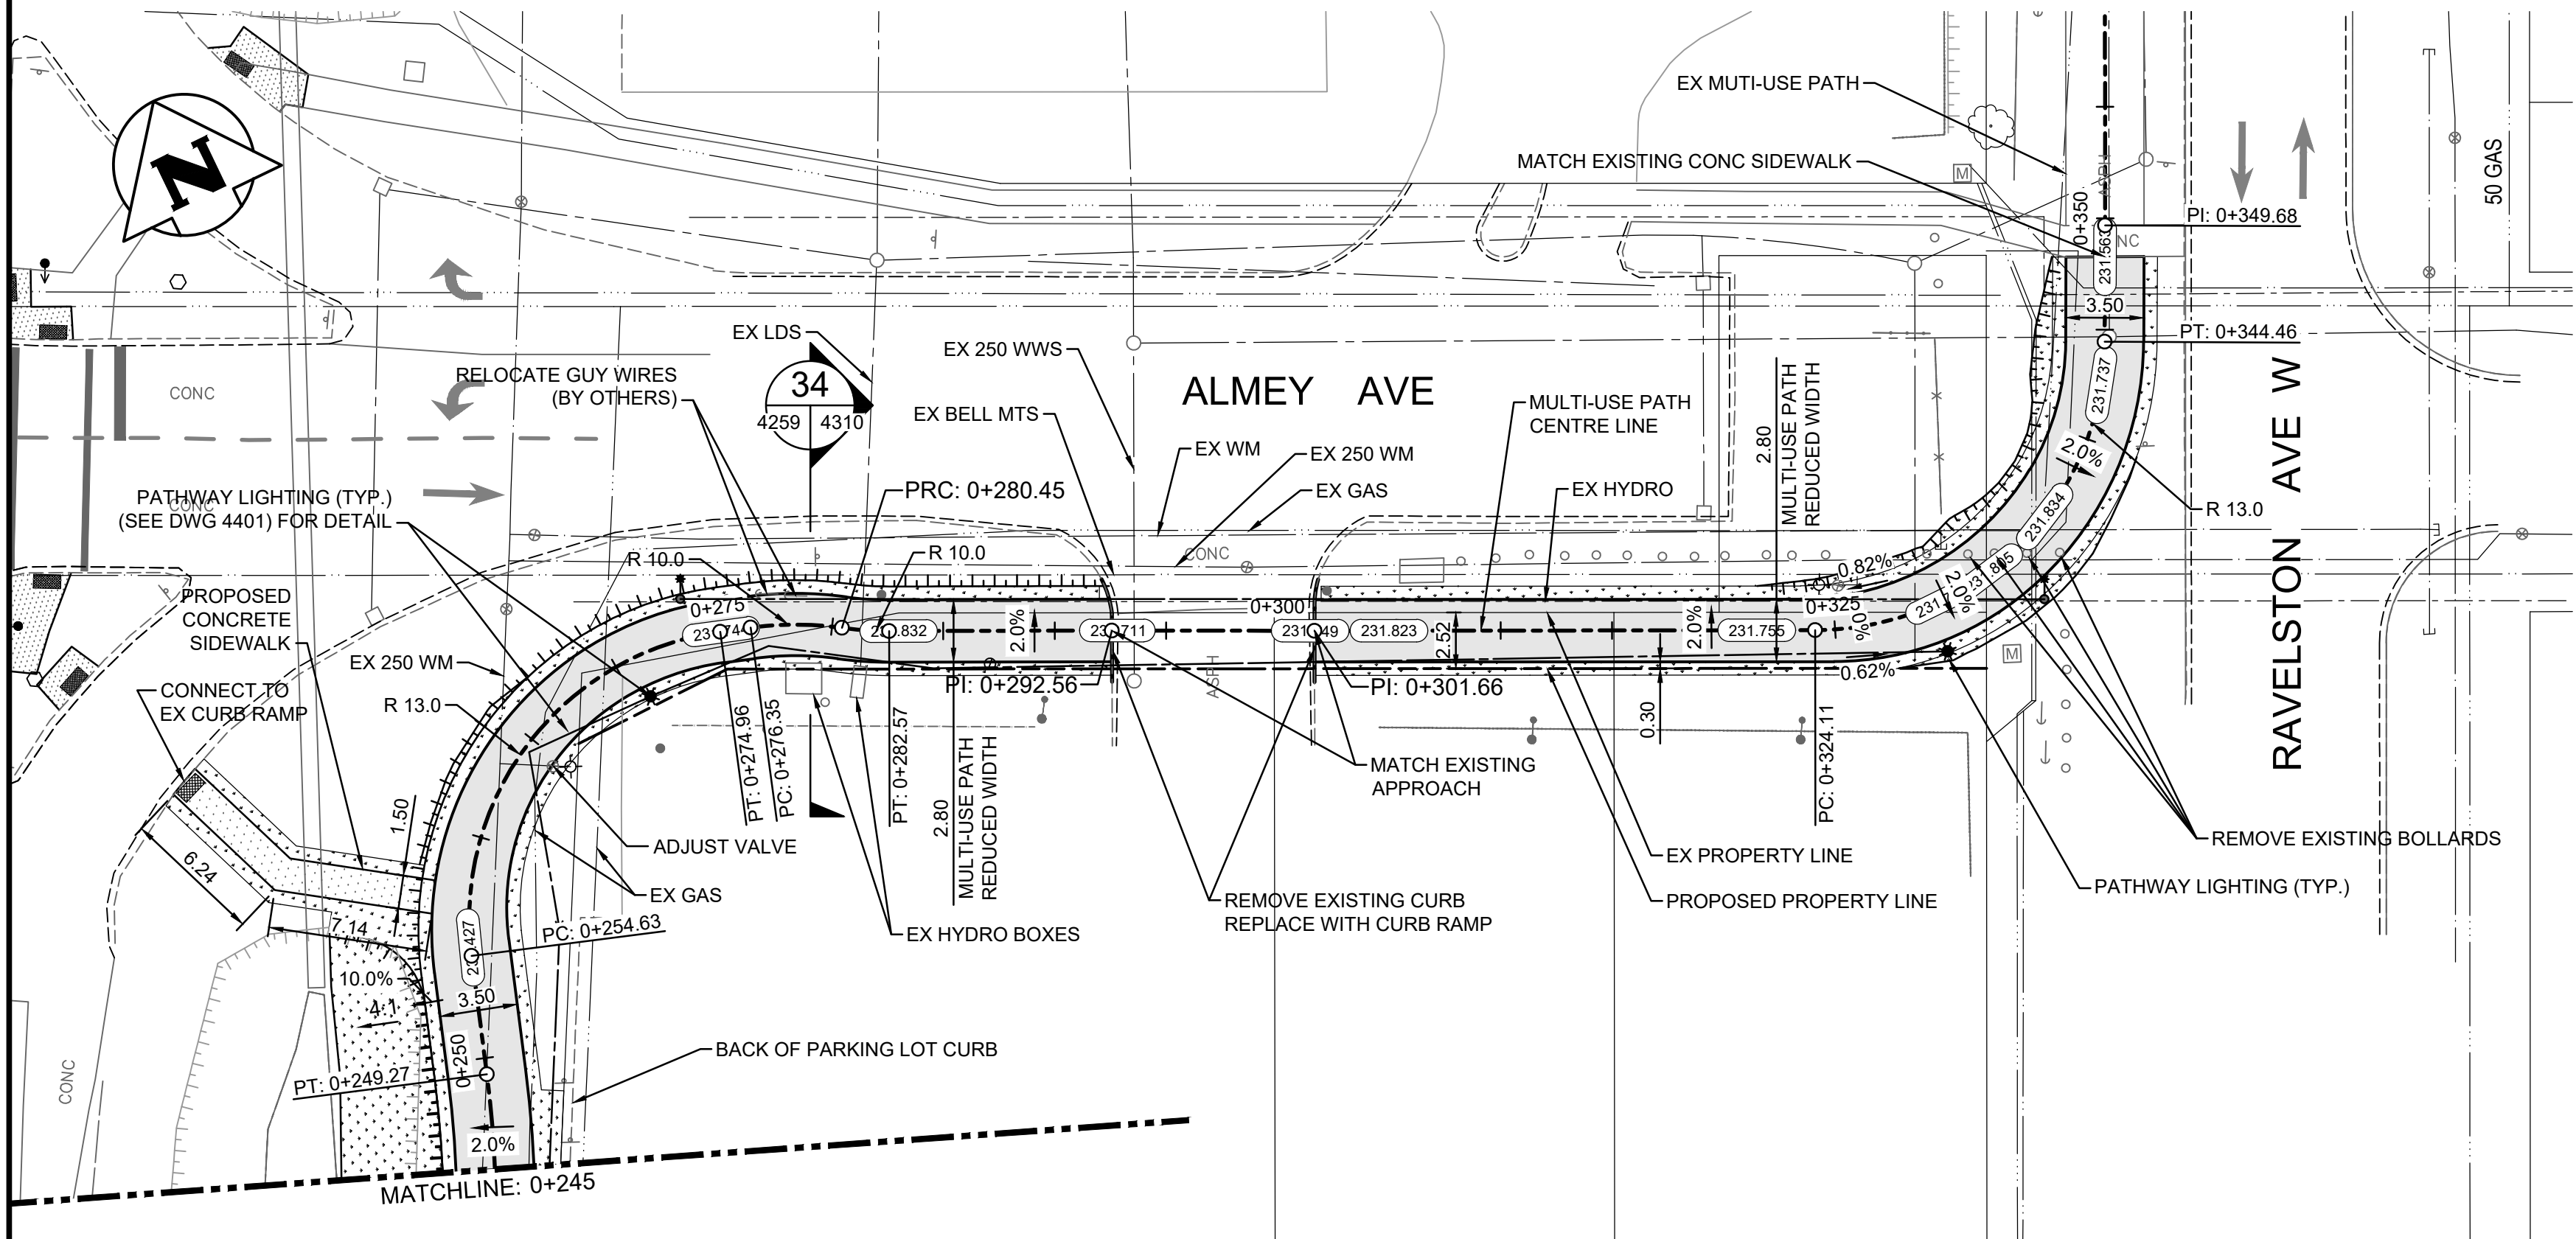 EX MUTI-USE PATH
MATCH EXISTING CONC SIDEWALK
50 GAS
N
ASPH
0+350
PI: 0+349.68
231.563
3.50
PT: 0+344.46
EX LDS
34
4259
4310
EX 250 WWS
ALMEY AVE
RELOCATE GUY WIRES
(BY OTHERS)
EX BELL MTS
MULTI-USE PATH
CENTRE LINE
2.80
MULTI-USE PATH
REDUCED WIDTH
231.737
2.0%
RAVELSTON AVE W
CONC
CONC
EX WM
EX 250 WM
EX GAS
EX HYDRO
PRC: 0+280.45
R 13.0
231.834
PATHWAY LIGHTING (TYP.)
(SEE DWG 4401) FOR DETAIL
R 10.0
R 10.0
CONC
0.82%
2.0%
PROPOSED
CONCRETE
SIDEWALK
0+275
0+300
0+325
231.832
2.0%
2.52
231.823
2.0%
231.755
EX 250 WM
PI: 0+292.56
PI: 0+301.66
0.62%
CONNECT TO
EX CURB RAMP
R 13.0
ASPH
0.30
M
M
PT: 0+274.96
PC: 0+276.35
PT: 0+282.57
2.80
MULTI-USE PATH
REDUCED WIDTH
MATCH EXISTING
APPROACH
PC: 0+324.11
1.50
6.24
7.14
ADJUST VALVE
EX GAS
EX HYDRO BOXES
REMOVE EXISTING CURB
REPLACE WITH CURB RAMP
EX PROPERTY LINE
PROPOSED PROPERTY LINE
REMOVE EXISTING BOLLARDS
PATHWAY LIGHTING (TYP.)
PC: 0+254.63
10.0%
4:1
3.50
0+250
BACK OF PARKING LOT CURB
CONC
PT: 0+249.27
2.0%
MATCHLINE: 0+245